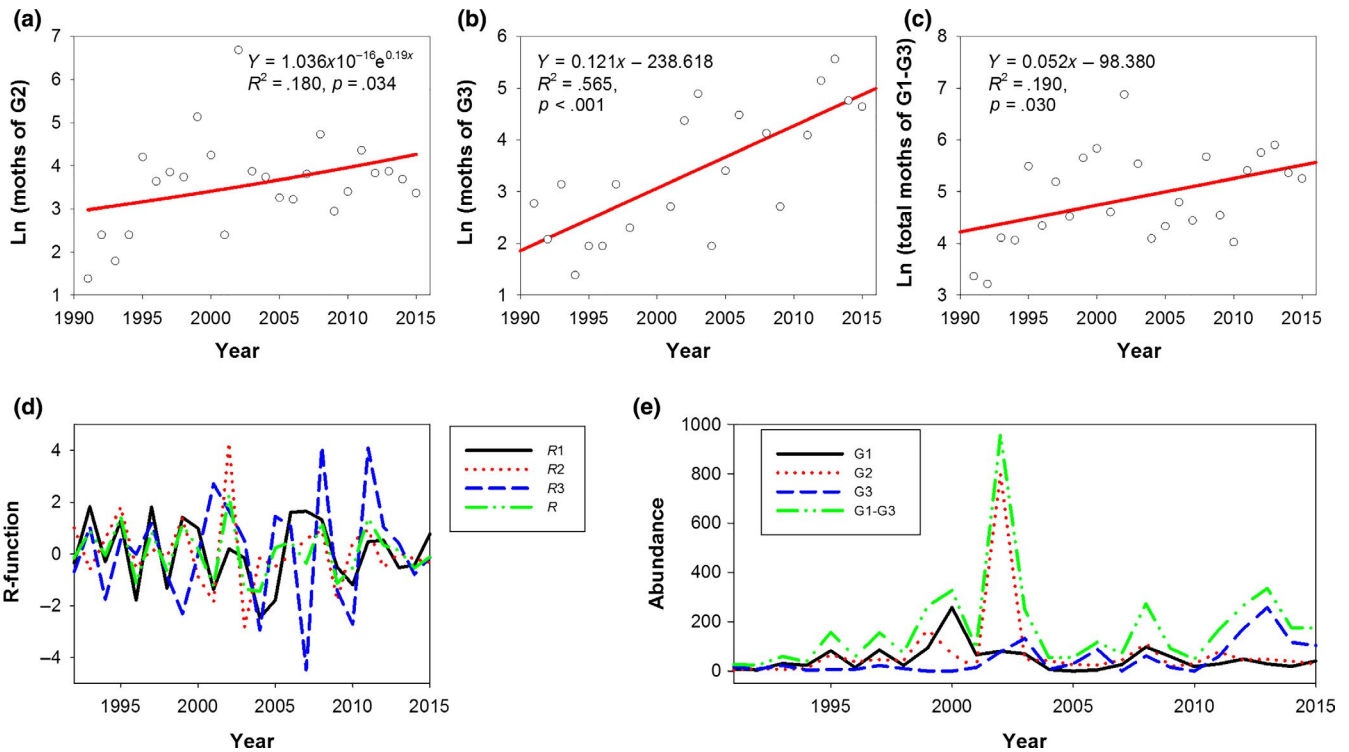 (a)
7
6
5
4
3
2
1
1990 1995 2000 2005 2010 2015
Ln (moths of G2)
Year
Y = 1.036x10⁻¹⁶e⁰·¹⁹ˣ
R² = .180, p = .034
(b)
6
5
4
3
2
1
1990 1995 2000 2005 2010 2015
Ln (moths of G3)
Year
Y = 0.121x − 238.618
R² = .565,
p < .001
(c)
8
7
6
5
4
3
1990 1995 2000 2005 2010 2015
Ln (total moths of G1-G3)
Year
Y = 0.052x − 98.380
R² = .190,
p = .030
(d)
4
2
0
−2
−4
1995 2000 2005 2010 2015
R-function
Year
R1
R2
R3
R
(e)
1000
800
600
400
200
0
1995 2000 2005 2010 2015
Abundance
Year
G1
G2
G3
G1-G3